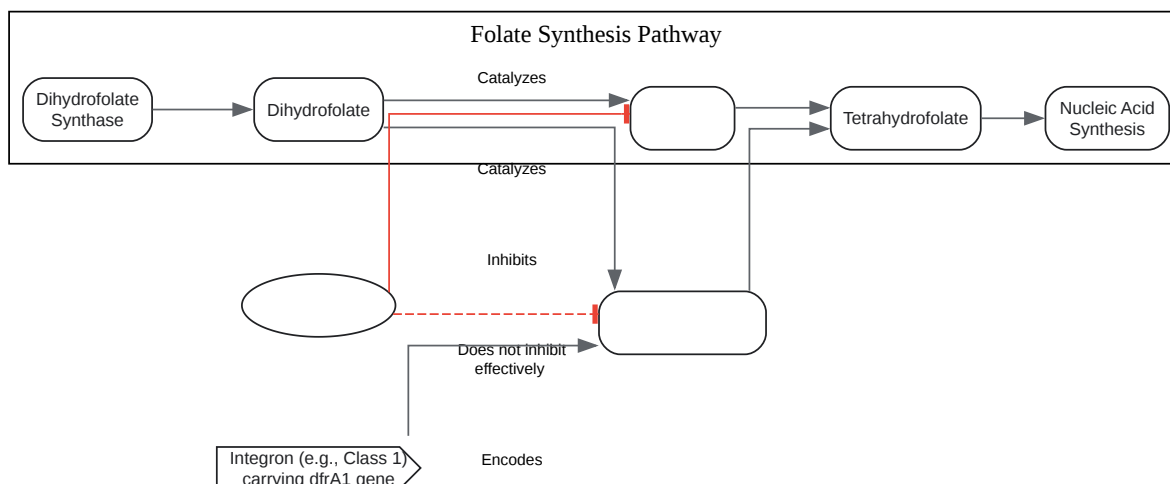 Folate Synthesis Pathway
Catalyzes
Dihydrofolate
Synthase
Dihydrofolate
Tetrahydrofolate
Nucleic Acid
Synthesis
Catalyzes
Inhibits
Does not inhibit
effectively
Integron (e.g., Class 1)
carrying dfrA1 gene
Encodes